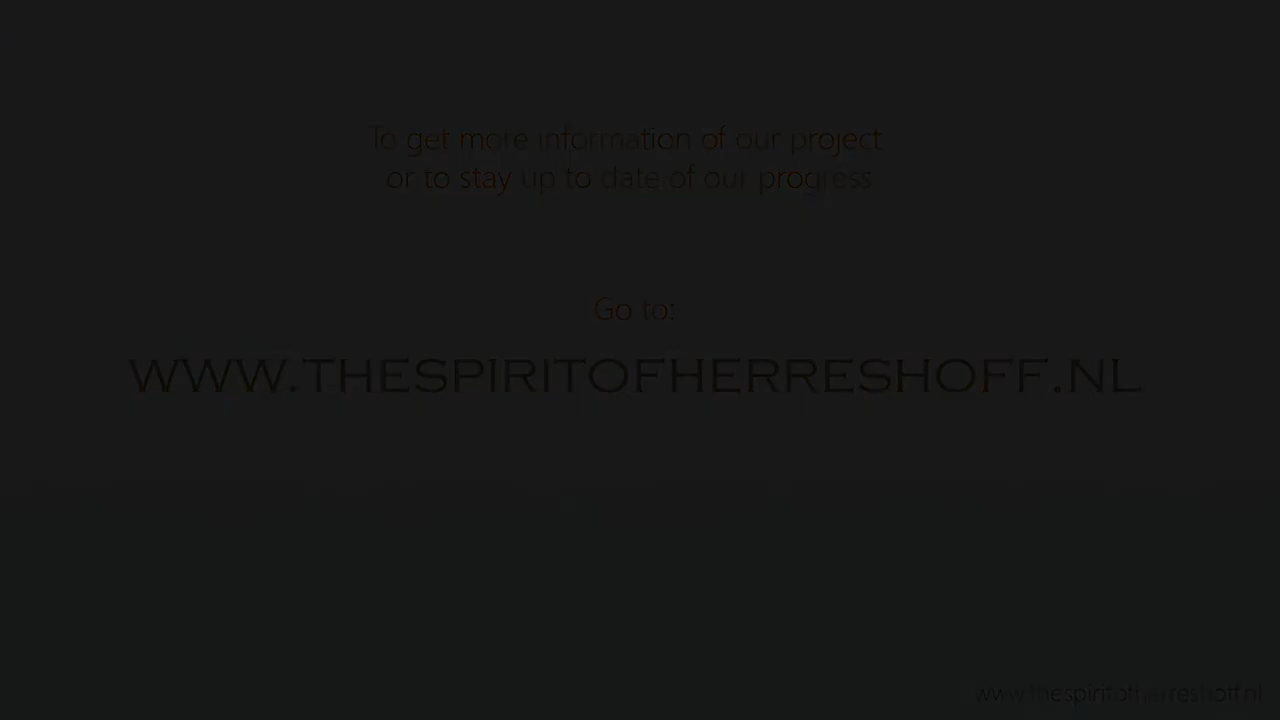 To get more information of our project
or to stay up to date of our progress
Go to:
WWW.THESPIRITOFHERRESHOFF.NL
www.thespiritofherreshoff.nl